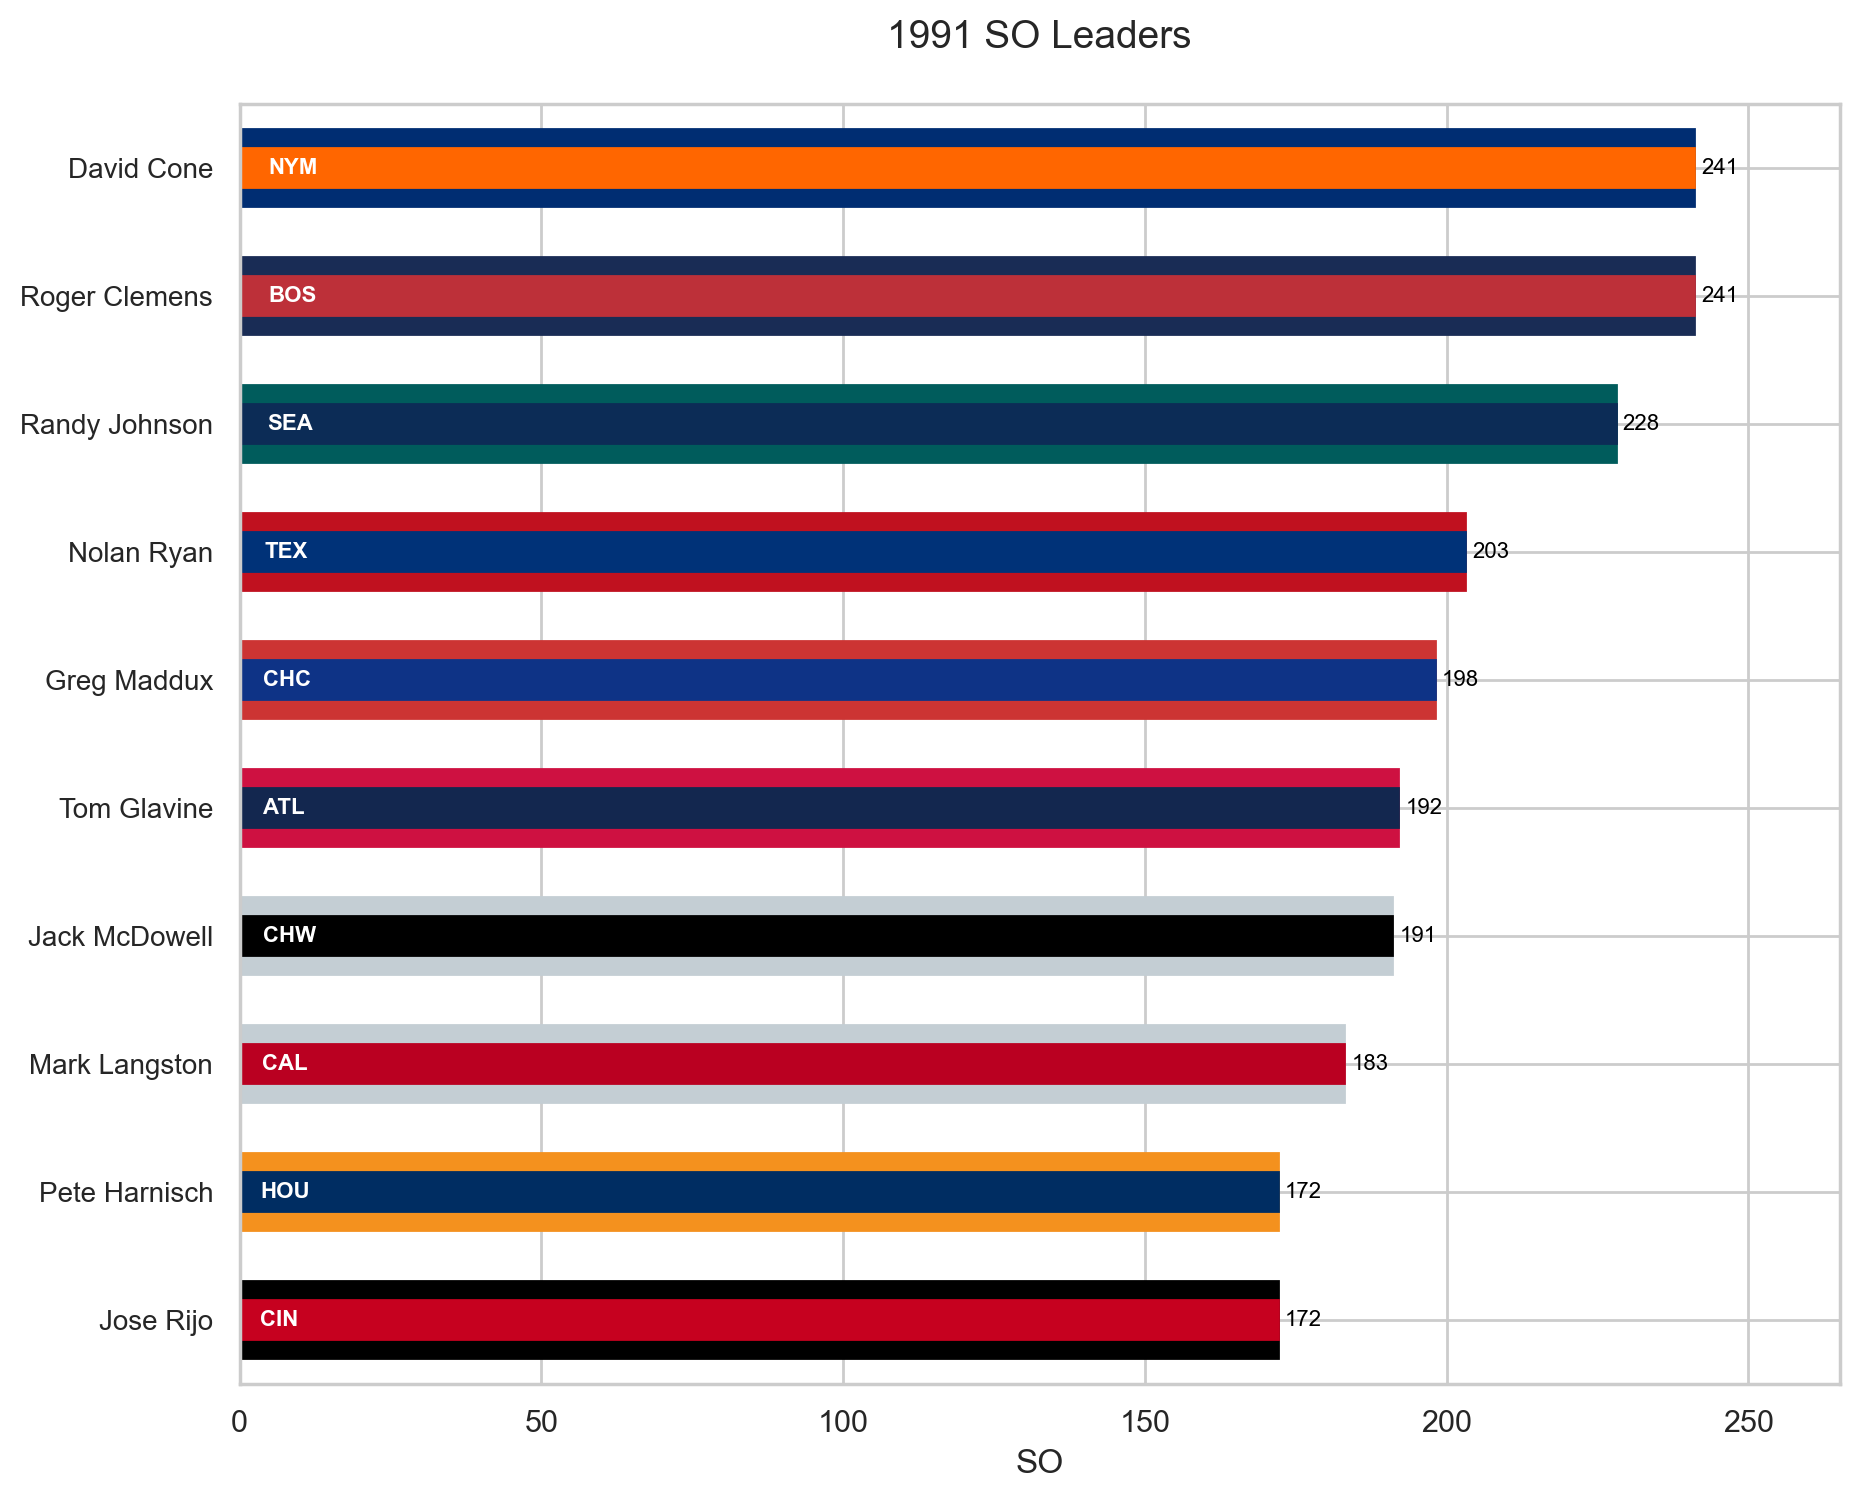 1991 SO Leaders
David Cone NYM 241
Roger Clemens BOS 241
Randy Johnson SEA 228
Nolan Ryan TEX 203
Greg Maddux CHC 198
Tom Glavine ATL 192
Jack McDowell CHW 191
Mark Langston CAL 183
Pete Harnisch HOU 172
Jose Rijo CIN 172
0 50 100 150 200 250
SO